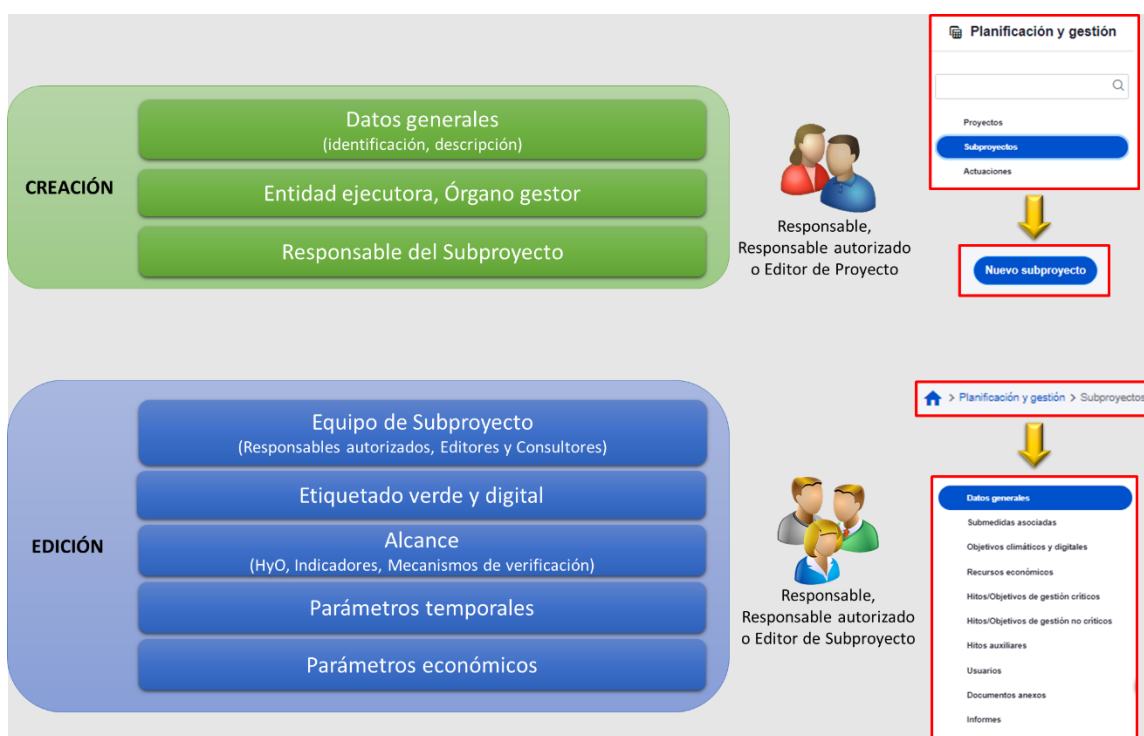 CREACIÓN
Datos generales
(identificación, descripción)
Entidad ejecutora, Órgano gestor
Responsable del Subproyecto
Responsable,
Responsable autorizado
o Editor de Proyecto
Planificación y gestión
Proyectos
Subproyectos
Actuaciones
Nuevo subproyecto
EDICIÓN
Equipo de Subproyecto
(Responsables autorizados, Editores y Consultores)
Etiquetado verde y digital
Alcance
(HyO, Indicadores, Mecanismos de verificación)
Parámetros temporales
Parámetros económicos
Responsable,
Responsable autorizado
o Editor de Subproyecto
> Planificación y gestión > Subproyectos
Datos generales
Submedidas asociadas
Objetivos climáticos y digitales
Recursos económicos
Hitos/Objetivos de gestión críticos
Hitos/Objetivos de gestión no críticos
Hitos auxiliares
Usuarios
Documentos anexos
Informes